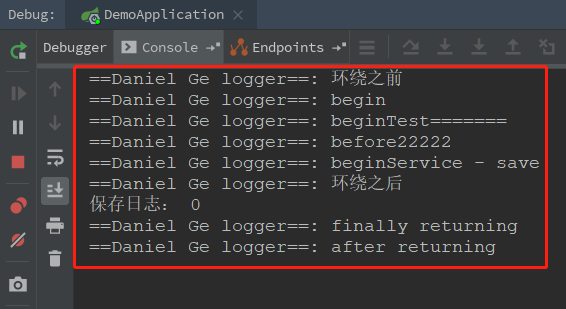 Debug: DemoApplication ×
Debugger Console →* Endpoints →*
==Daniel Ge logger==: 环绕之前
==Daniel Ge logger==: begin
==Daniel Ge logger==: beginTest=======
==Daniel Ge logger==: before22222
==Daniel Ge logger==: beginService - save
==Daniel Ge logger==: 环绕之后
保存日志: 0
==Daniel Ge logger==: finally returning
==Daniel Ge logger==: after returning